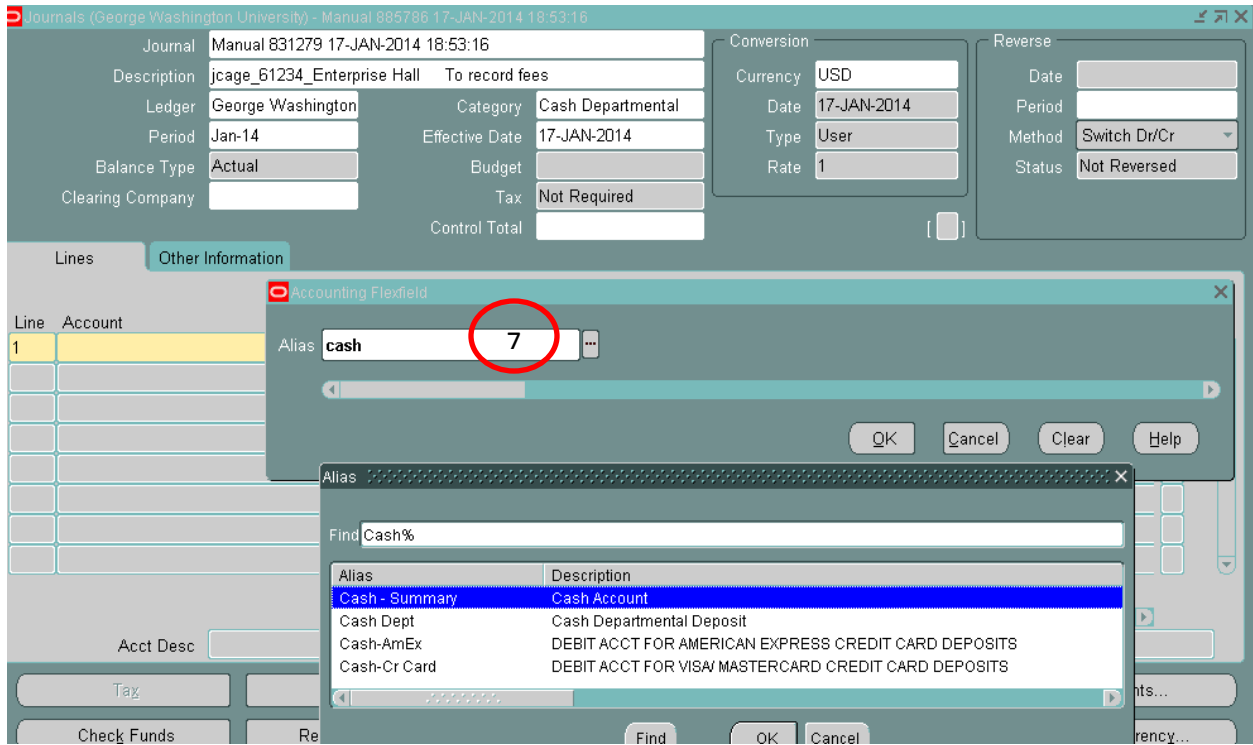 Journals (George Washington University) - Manual 885786 17-JAN-2014 18:53:16
Journal Manual 831279 17-JAN-2014 18:53:16
Description jcage_61234_Enterprise Hall To record fees
Ledger George Washington Category Cash Departmental
Period Jan-14 Effective Date 17-JAN-2014
Balance Type Actual Budget
Clearing Company Tax Not Required
Control Total
Conversion
Currency USD
Date 17-JAN-2014
Type User
Rate 1
Reverse
Date
Period
Method Switch Dr/Cr
Status Not Reversed
[ ]
Lines Other Information
Line Account
1
Accounting Flexfield
Alias cash 7 ...
OK Cancel Clear Help
Alias
Find Cash%
Alias Description
Cash - Summary Cash Account
Cash Dept Cash Departmental Deposit
Cash-AmEx DEBIT ACCT FOR AMERICAN EXPRESS CREDIT CARD DEPOSITS
Cash-Cr Card DEBIT ACCT FOR VISA/ MASTERCARD CREDIT CARD DEPOSITS
Find OK Cancel
Acct Desc
Tax
nts...
Check Funds
Re
rency...